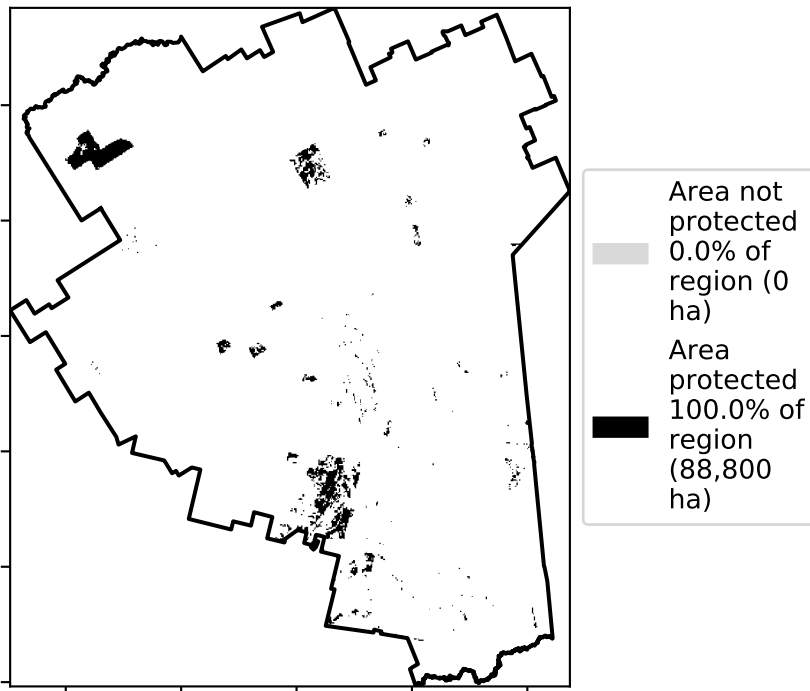 Area not
protected
0.0% of
region (0
ha)
Area
protected
100.0% of
region
(88,800
ha)